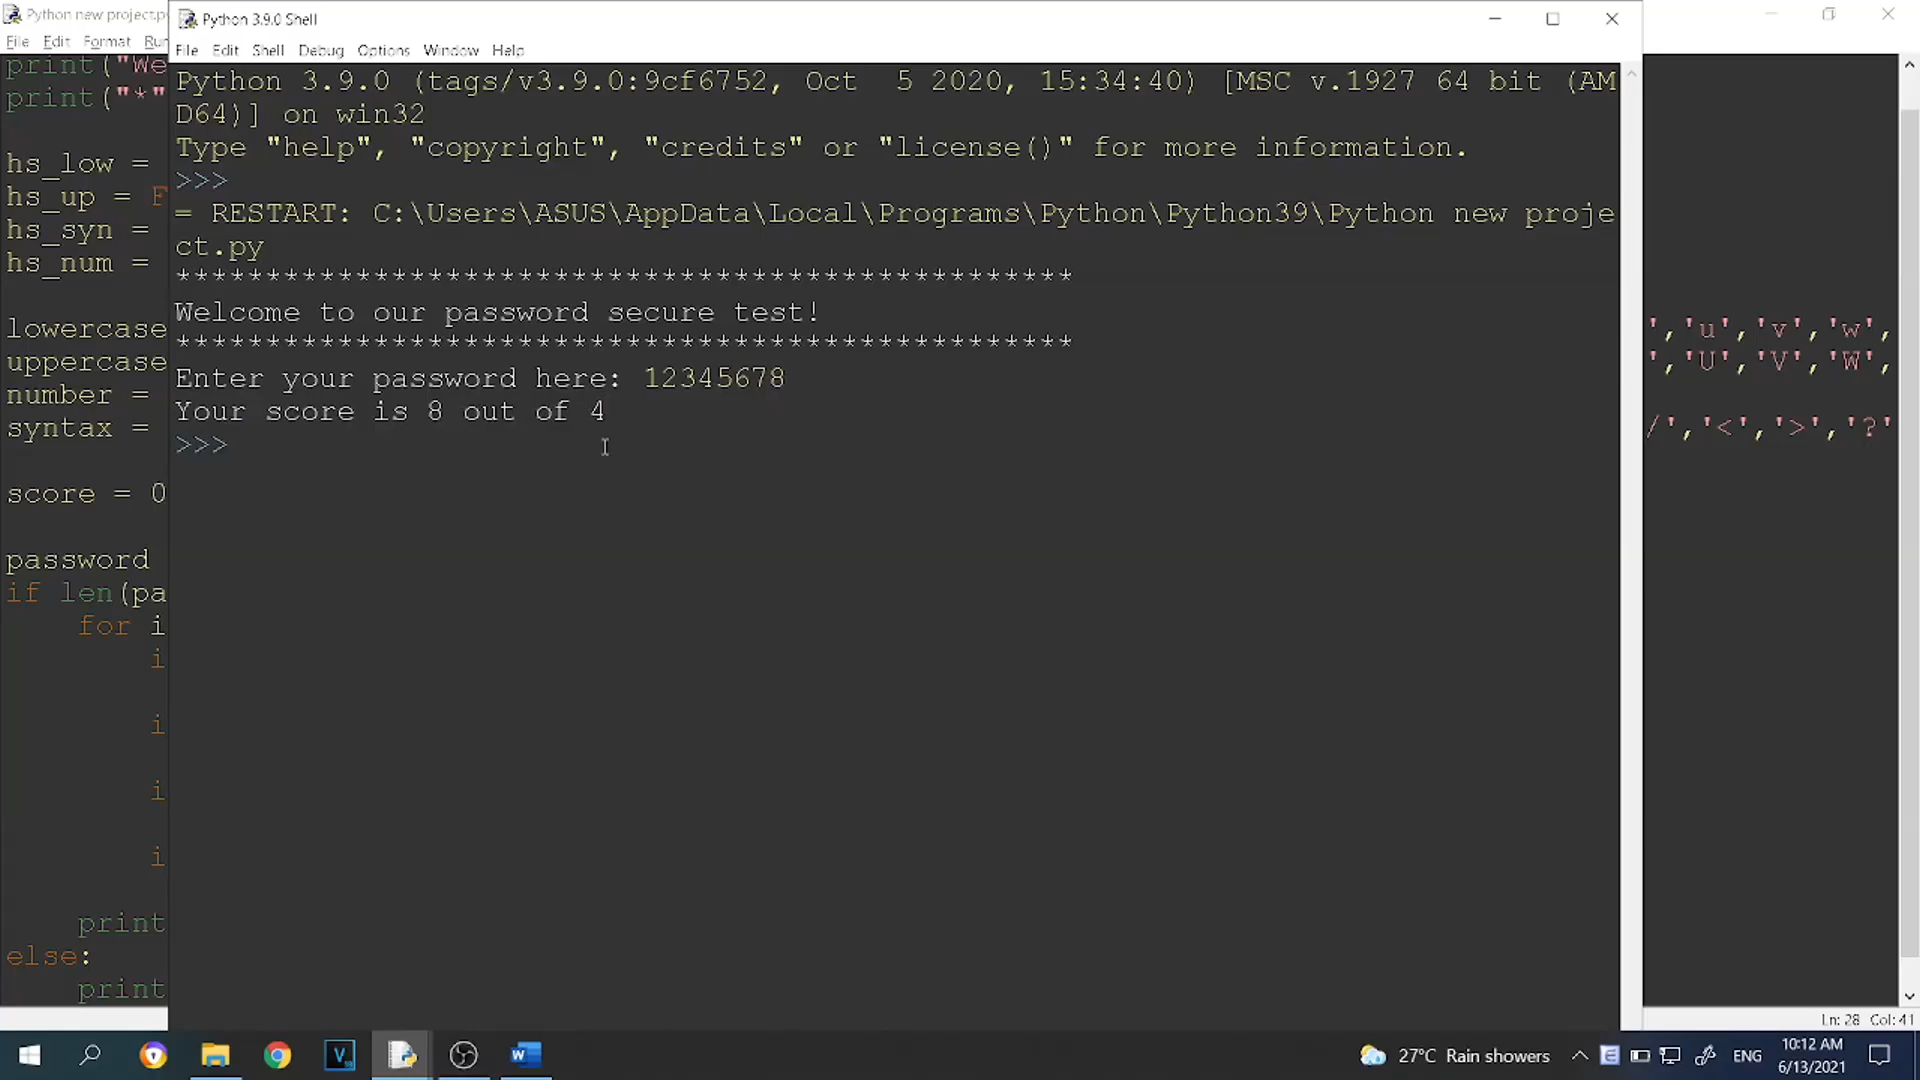 Python new project.py
File Edit Format Run
print("We
print("*"
hs_low =
hs_up = F
hs_syn =
hs_num =
lowercase
uppercase
number =
syntax =
score = 0
password
if len(pa
for i
i
i
i
i
print
else:
print
Python 3.9.0 Shell
File Edit Shell Debug Options Window Help
Python 3.9.0 (tags/v3.9.0:9cf6752, Oct  5 2020, 15:34:40) [MSC v.1927 64 bit (AM
D64)] on win32
Type "help", "copyright", "credits" or "license()" for more information.
>>>
= RESTART: C:\Users\ASUS\AppData\Local\Programs\Python\Python39\Python new proje
ct.py
**************************************************
Welcome to our password secure test!
**************************************************
Enter your password here: 12345678
Your score is 8 out of 4
>>>
','u','v','w',
','U','V','W',
/','<','>','?'
Ln: 28 Col: 41
27°C Rain showers ENG 10:12 AM
6/13/2021